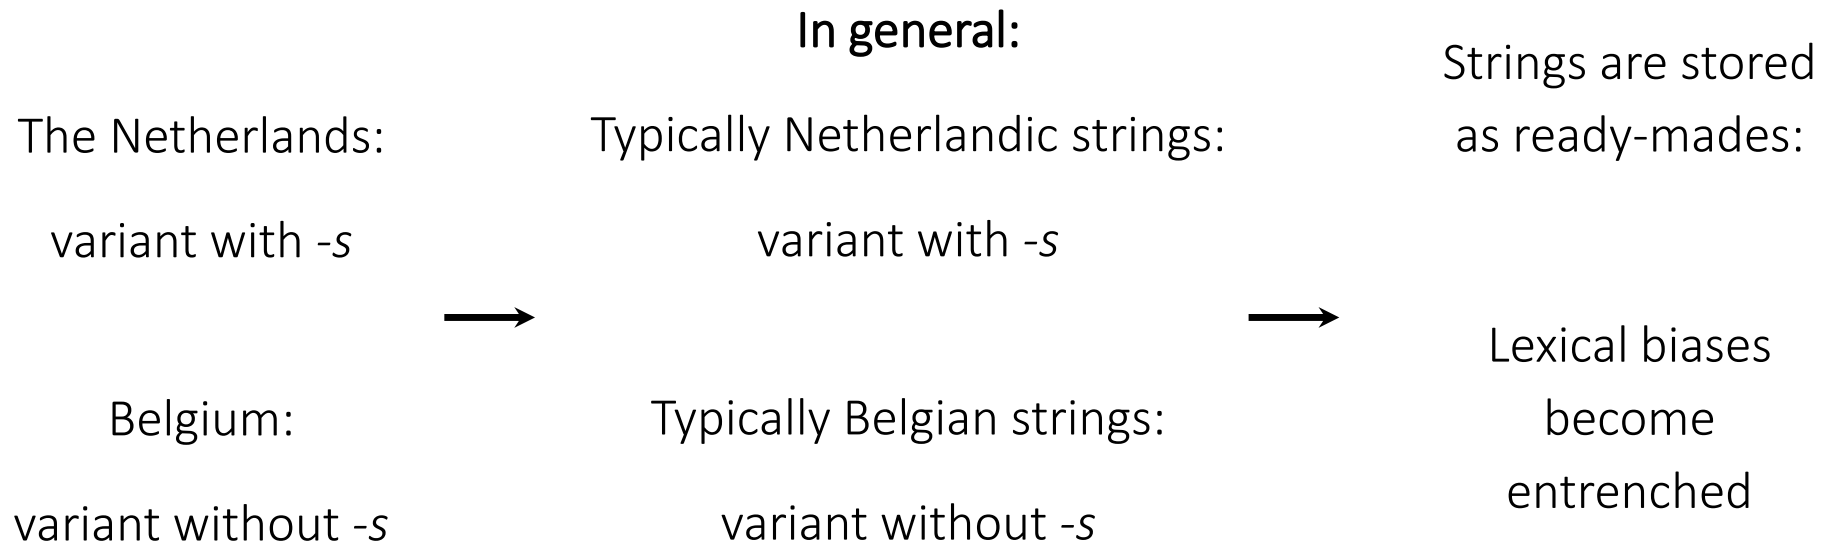 The Netherlands:
variant with -s
Belgium:
variant without -s
In general:
Typically Netherlandic strings:
variant with -s
Typically Belgian strings:
variant without -s
Strings are stored
as ready-mades:
Lexical biases
become
entrenched